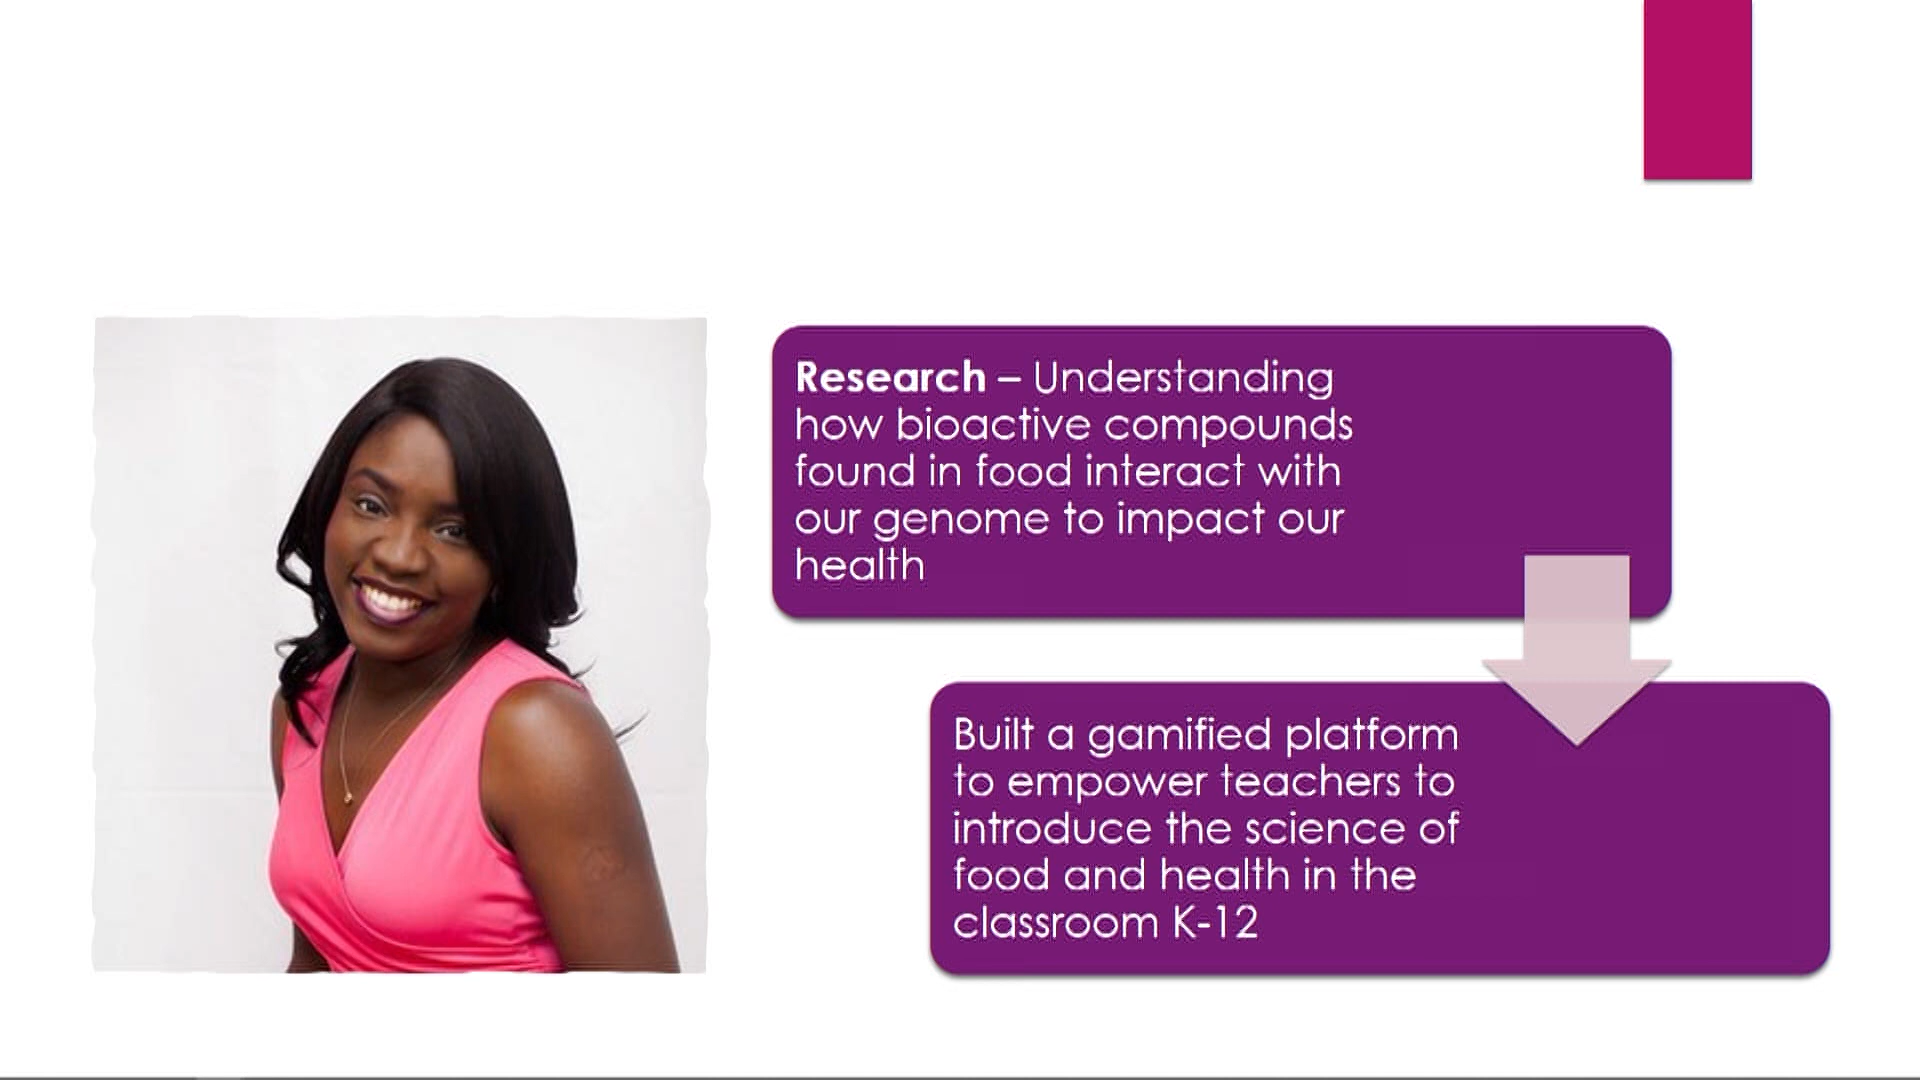 Research – Understanding
how bioactive compounds
found in food interact with
our genome to impact our
health
Built a gamified platform
to empower teachers to
introduce the science of
food and health in the
classroom K-12